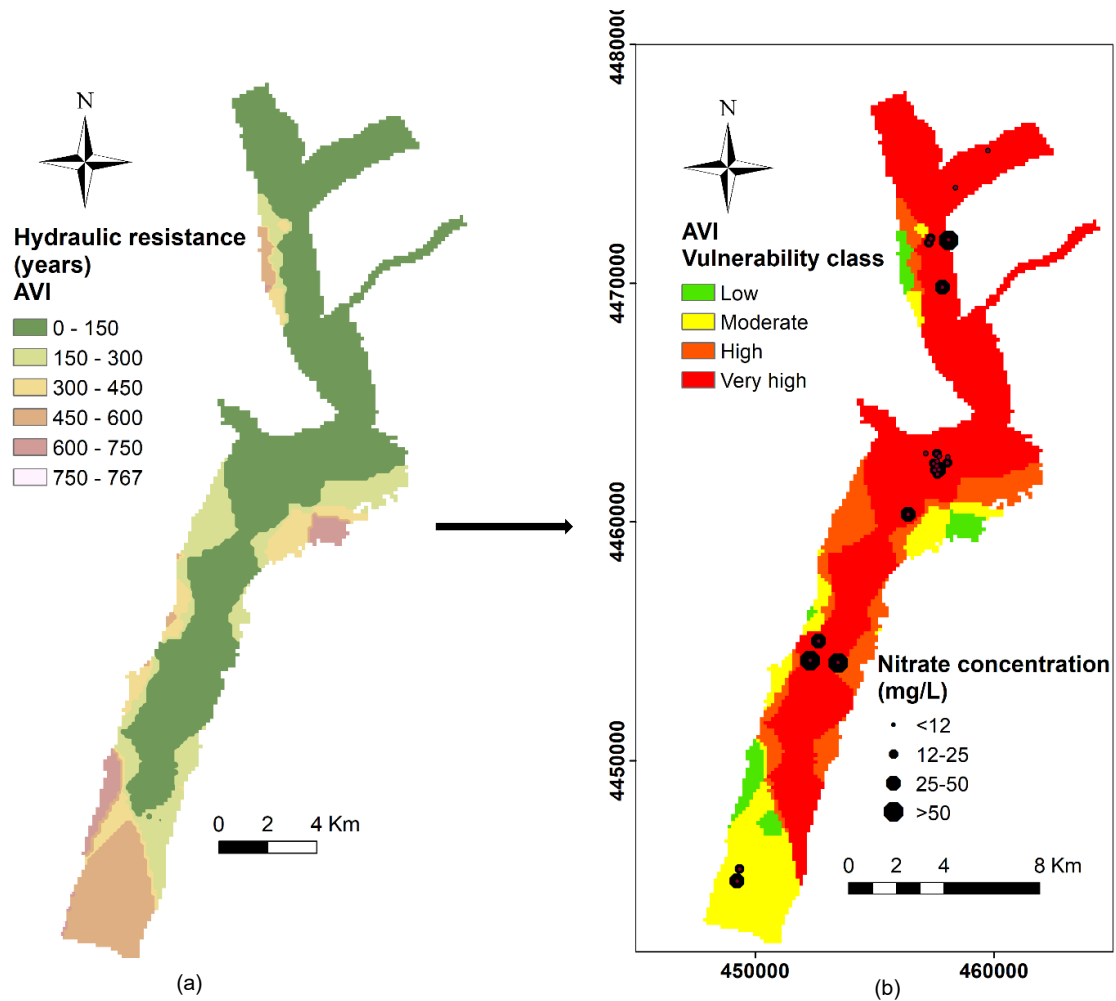 N
Hydraulic resistance
(years)
AVI
0 - 150
150 - 300
300 - 450
450 - 600
600 - 750
750 - 767
0 2 4 Km
(a)
N
AVI
Vulnerability class
Low
Moderate
High
Very high
Nitrate concentration
(mg/L)
<12
12-25
25-50
>50
0 2 4 8 Km
4480000
4470000
4460000
4450000
450000 460000
(b)